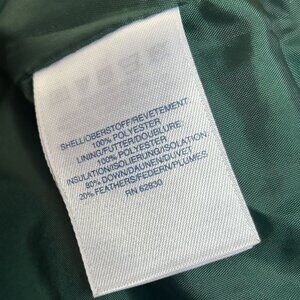 SHELL/OBERSTOFF/REVETEMENT
100% POLYESTER
LINING/FUTTER/DOUBLURE
100% POLYESTER
INSULATION/ISOLIERUNG/ISOLATION
80% DOWN/DAUNEN/DUVET
20% FEATHERS/FEDERN/PLUMES
RN 62830